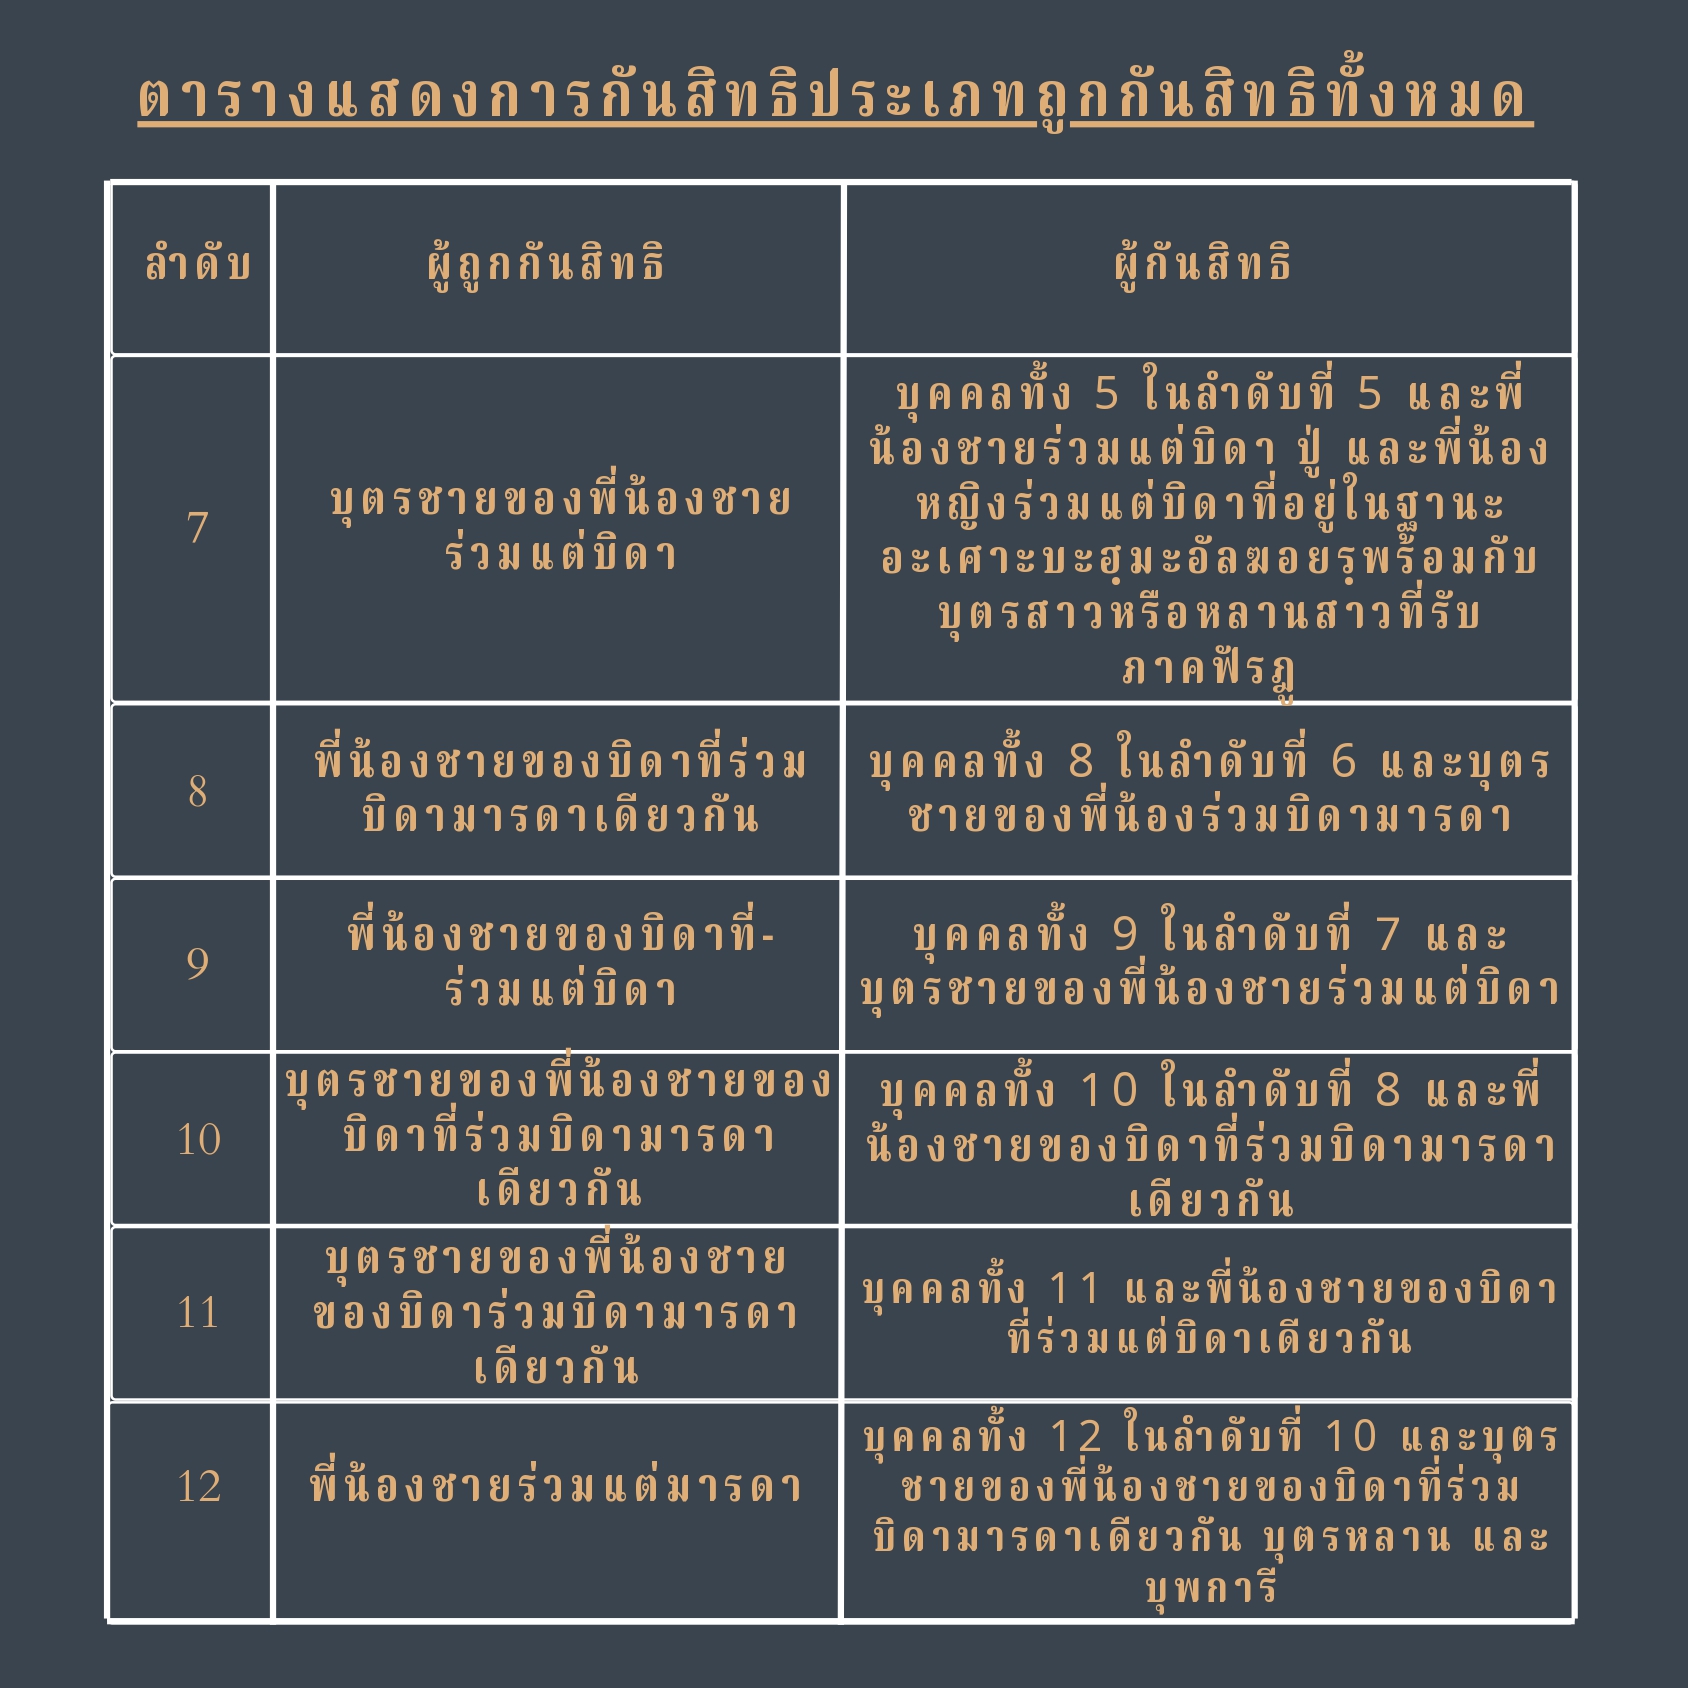 ตารางแสดงการกันสิทธิประเภทถูกกันสิทธิทั้งหมด
ลำดับ
ผู้ถูกกันสิทธิ
ผู้กันสิทธิ
7
บุตรชายของพี่น้องชาย
ร่วมแต่บิดา
บุคคลทั้ง 5 ในลำดับที่ 5 และพี่
น้องชายร่วมแต่บิดา ปู่ และพี่น้อง
หญิงร่วมแต่บิดาที่อยู่ในฐานะ
อะเศาะบะฮฺมะอัลฆอยรฺพร้อมกับ
บุตรสาวหรือหลานสาวที่รับ
ภาคฟัรฎู
8
พี่น้องชายของบิดาที่ร่วม
บิดามารดาเดียวกัน
บุคคลทั้ง 8 ในลำดับที่ 6 และบุตร
ชายของพี่น้องร่วมบิดามารดา
9
พี่น้องชายของบิดาที่-
ร่วมแต่บิดา
บุคคลทั้ง 9 ในลำดับที่ 7 และ
บุตรชายของพี่น้องชายร่วมแต่บิดา
10
บุตรชายของพี่น้องชายของ
บิดาที่ร่วมบิดามารดา
เดียวกัน
บุคคลทั้ง 10 ในลำดับที่ 8 และพี่
น้องชายของบิดาที่ร่วมบิดามารดา
เดียวกัน
11
บุตรชายของพี่น้องชาย
ของบิดาร่วมบิดามารดา
เดียวกัน
บุคคลทั้ง 11 และพี่น้องชายของบิดา
ที่ร่วมแต่บิดาเดียวกัน
12
พี่น้องชายร่วมแต่มารดา
บุคคลทั้ง 12 ในลำดับที่ 10 และบุตร
ชายของพี่น้องชายของบิดาที่ร่วม
บิดามารดาเดียวกัน บุตรหลาน และ
บุพการี